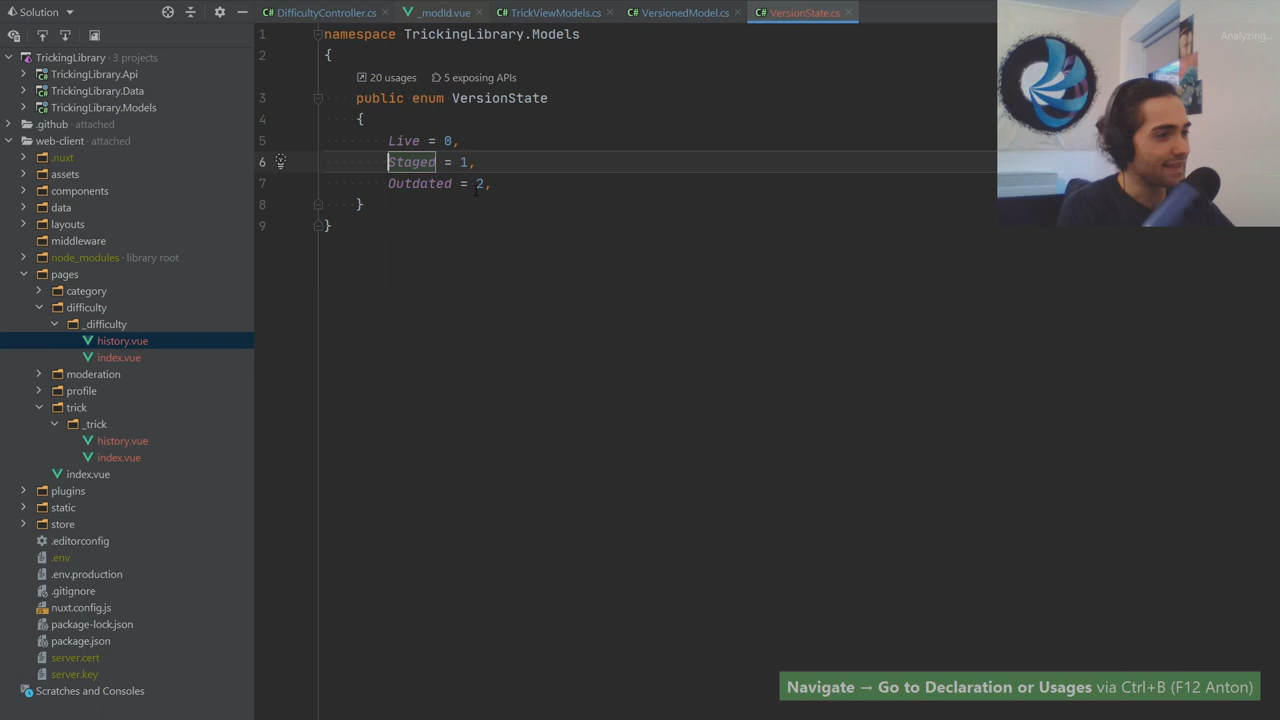 Solution
DifficultyController.cs
_modId.vue
TrickViewModels.cs
VersionedModel.cs
VersionState.cs
Analyzing...
TrickingLibrary 3 projects
TrickingLibrary.Api
TrickingLibrary.Data
TrickingLibrary.Models
.github attached
web-client attached
.nuxt
assets
components
data
layouts
middleware
node_modules library root
pages
category
difficulty
_difficulty
history.vue
index.vue
moderation
profile
trick
_trick
history.vue
index.vue
index.vue
plugins
static
store
.editorconfig
.env
.env.production
.gitignore
nuxt.config.js
package-lock.json
package.json
server.cert
server.key
Scratches and Consoles
1 namespace TrickingLibrary.Models
2 {
20 usages 5 exposing APIs
3 public enum VersionState
4 {
5 Live = 0,
6 Staged = 1,
7 Outdated = 2,
8 }
9 }
Navigate → Go to Declaration or Usages via Ctrl+B (F12 Anton)